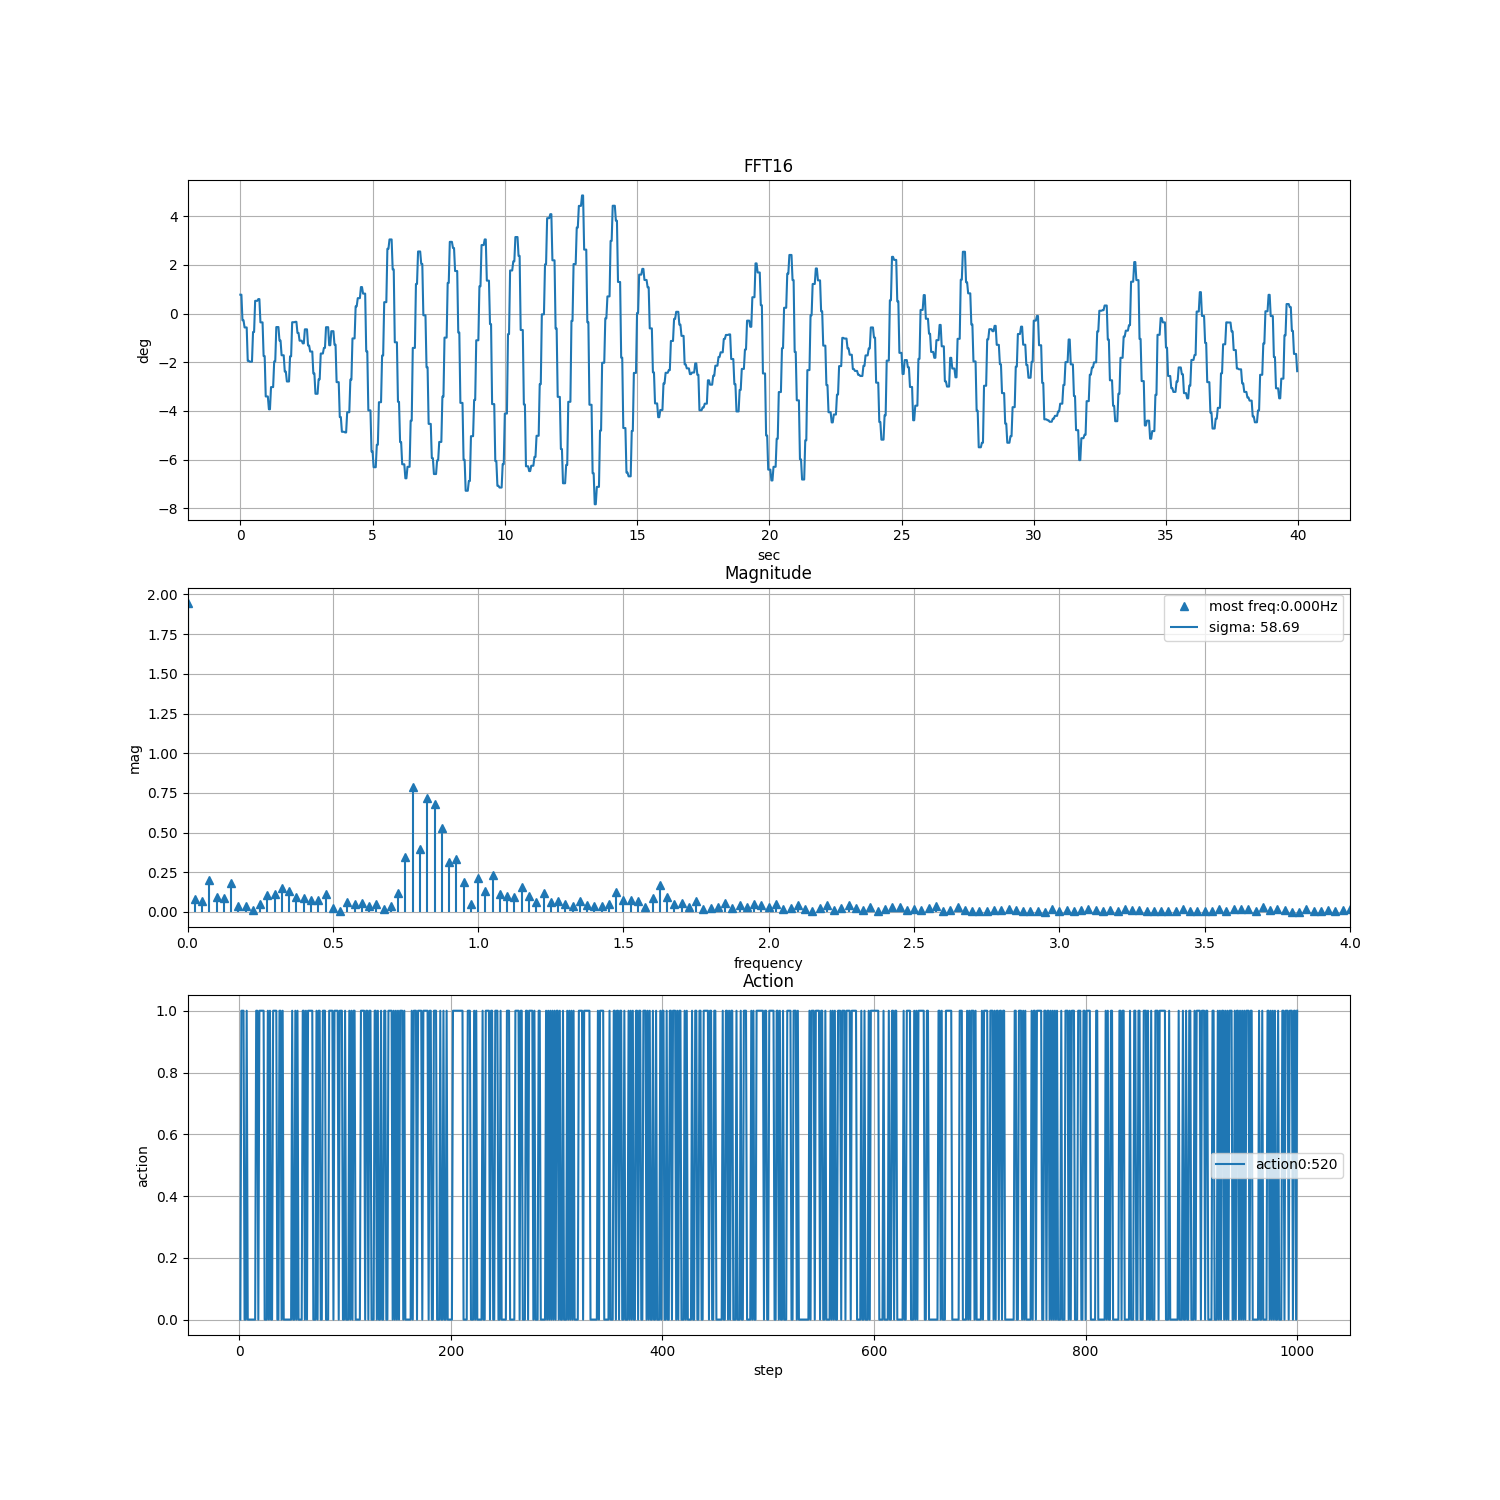 FFT16
4
2
0
−2
−4
−6
−8
deg
0 5 10 15 20 25 30 35 40
sec
Magnitude
2.00
1.75
1.50
1.25
1.00
0.75
0.50
0.25
0.00
mag
most freq:0.000Hz
sigma: 58.69
0.0 0.5 1.0 1.5 2.0 2.5 3.0 3.5 4.0
frequency
Action
1.0
0.8
0.6
0.4
0.2
0.0
action
action0:520
0 200 400 600 800 1000
step